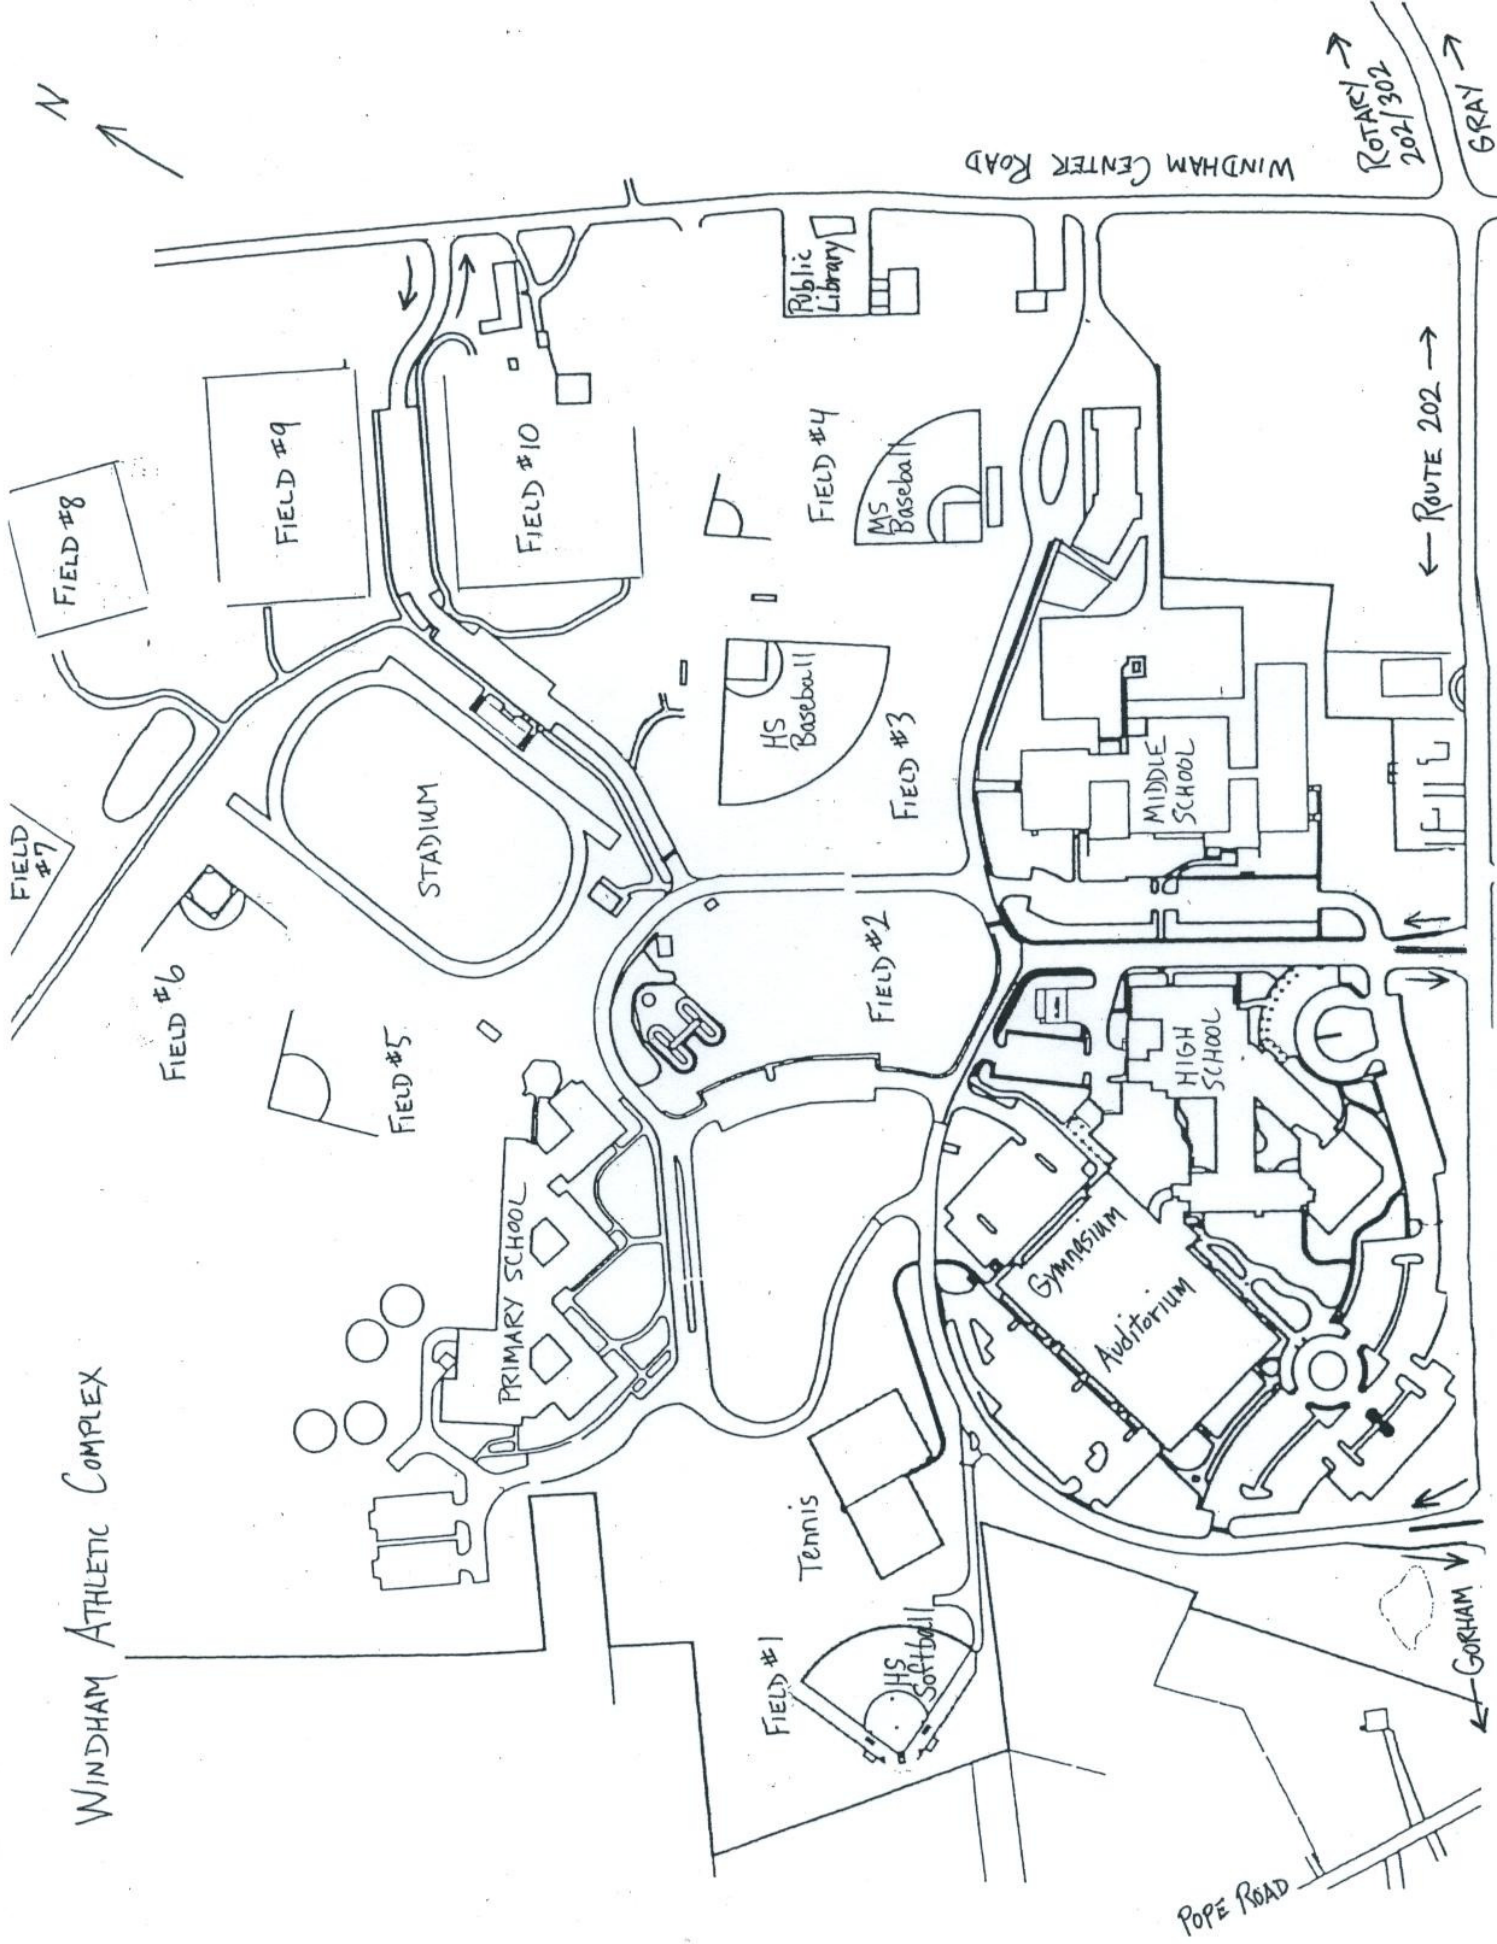 WINDHAM ATHLETIC COMPLEX
N
FIELD #8
FIELD
#7
FIELD #9
FIELD #6
STADIUM
FIELD #5
FIELD #10
PRIMARY SCHOOL
Public
Library
FIELD #4
MS
Baseball
HS
Baseball
FIELD #3
FIELD #2
Tennis
FIELD #1
HS
Softball
WINDHAM CENTER ROAD
MIDDLE
SCHOOL
HIGH
SCHOOL
Gymnasium
Auditorium
ROTARY →
202/302
GRAY →
← ROUTE 202 →
← GORHAM
POPE ROAD